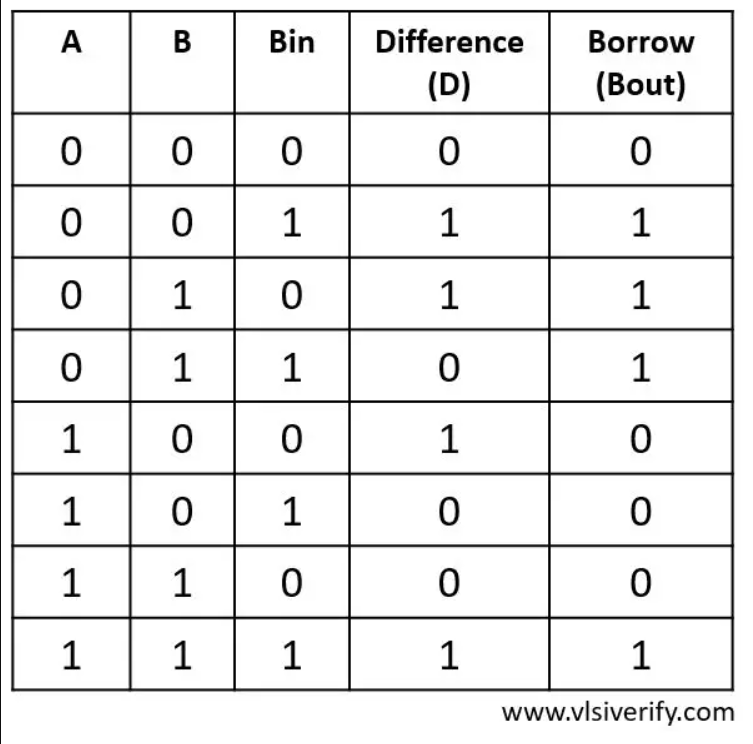 A B Bin Difference Borrow
(D) (Bout)
0 0 0 0 0
0 0 1 1 1
0 1 0 1 1
0 1 1 0 1
1 0 0 1 0
1 0 1 0 0
1 1 0 0 0
1 1 1 1 1
www.vlsiverify.com